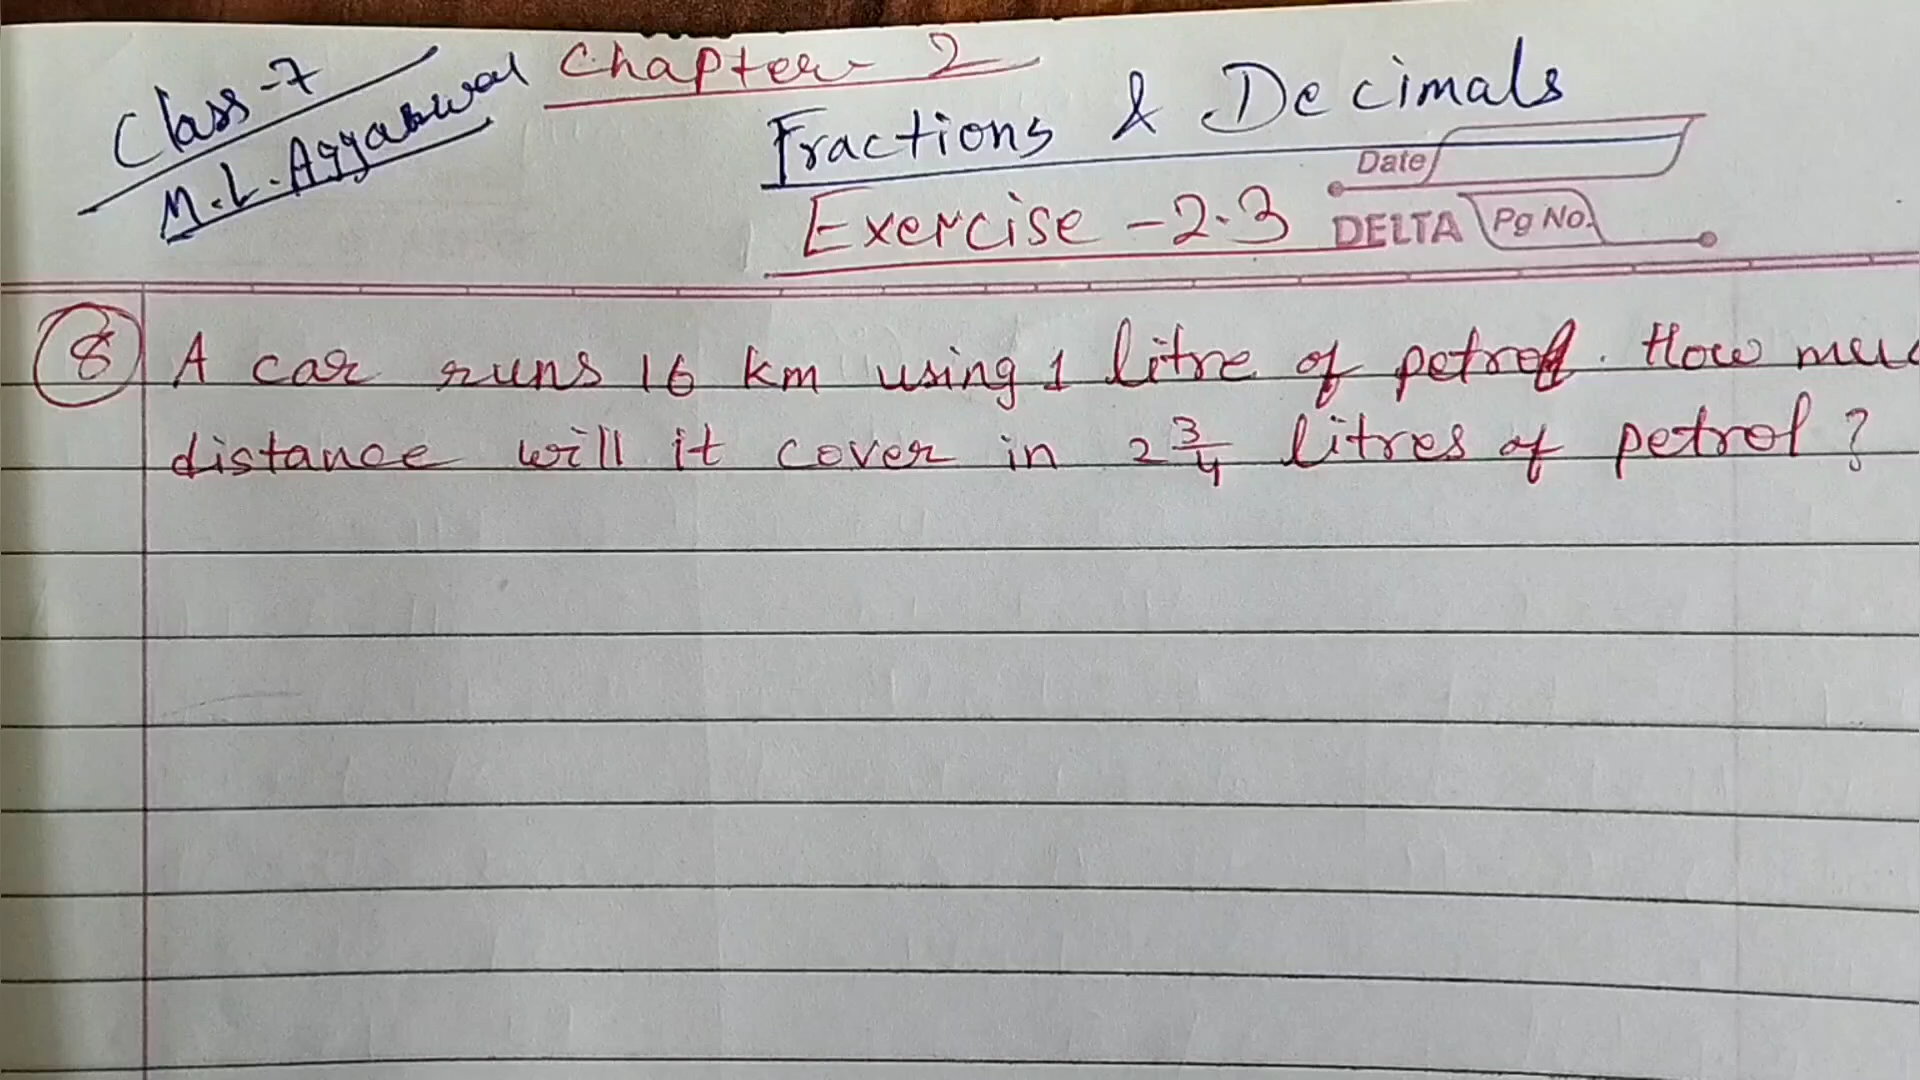 Class-7
M.L. Aggarwal
Chapter-2
Fractions & Decimals
Date
Exercise-2.3
DELTA Pg No.
8 A car runs 16 km using 1 litre of petrol. How muc
distance will it cover in 2 3/4 litres of petrol?